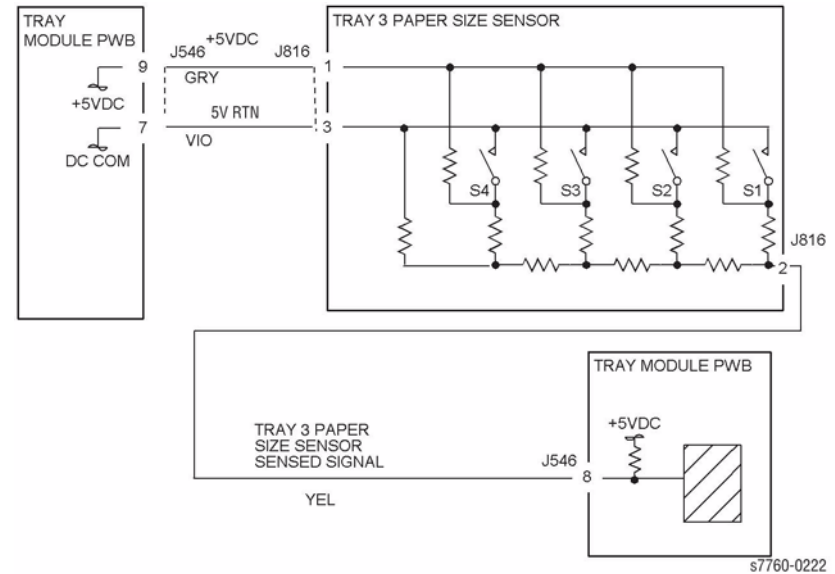 TRAY
MODULE PWB
TRAY 3 PAPER SIZE SENSOR
9
J546
+5VDC
J816
1
GRY
+5VDC
5V RTN
7
3
VIO
DC COM
S4
S3
S2
S1
J816
2
TRAY MODULE PWB
+5VDC
TRAY 3 PAPER
SIZE SENSOR
SENSED SIGNAL
J546
8
YEL
s7760-0222